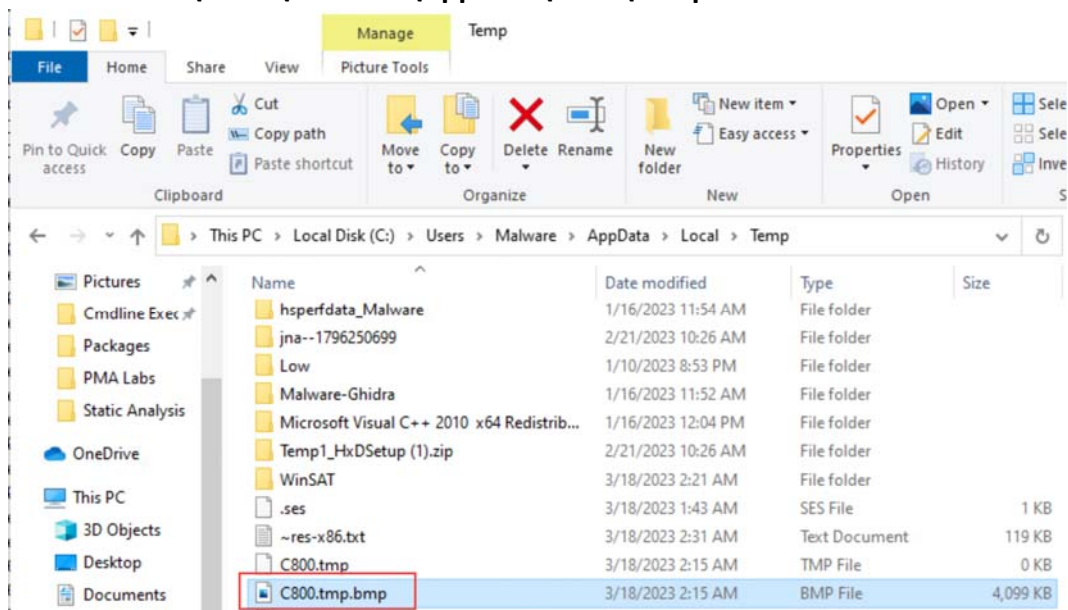 Manage Temp
File Home Share View Picture Tools
Pin to Quick access
Copy
Paste
Cut
Copy path
Paste shortcut
Clipboard
Move to
Copy to
Delete
Rename
Organize
New folder
New item
Easy access
New
Properties
Open
Edit
History
Open
Sele
Sele
Inve
S
This PC > Local Disk (C:) > Users > Malware > AppData > Local > Temp
Pictures
Cmdline Exec
Packages
PMA Labs
Static Analysis
OneDrive
This PC
3D Objects
Desktop
Documents
Name Date modified Type Size
hsperfdata_Malware 1/16/2023 11:54 AM File folder
jna--1796250699 2/21/2023 10:26 AM File folder
Low 1/10/2023 8:53 PM File folder
Malware-Ghidra 1/16/2023 11:52 AM File folder
Microsoft Visual C++ 2010 x64 Redistrib... 1/16/2023 12:04 PM File folder
Temp1_HxDSetup (1).zip 2/21/2023 10:26 AM File folder
WinSAT 3/18/2023 2:21 AM File folder
.ses 3/18/2023 1:43 AM SES File 1 KB
~res-x86.txt 3/18/2023 2:31 AM Text Document 119 KB
C800.tmp 3/18/2023 2:15 AM TMP File 0 KB
C800.tmp.bmp 3/18/2023 2:15 AM BMP File 4,099 KB